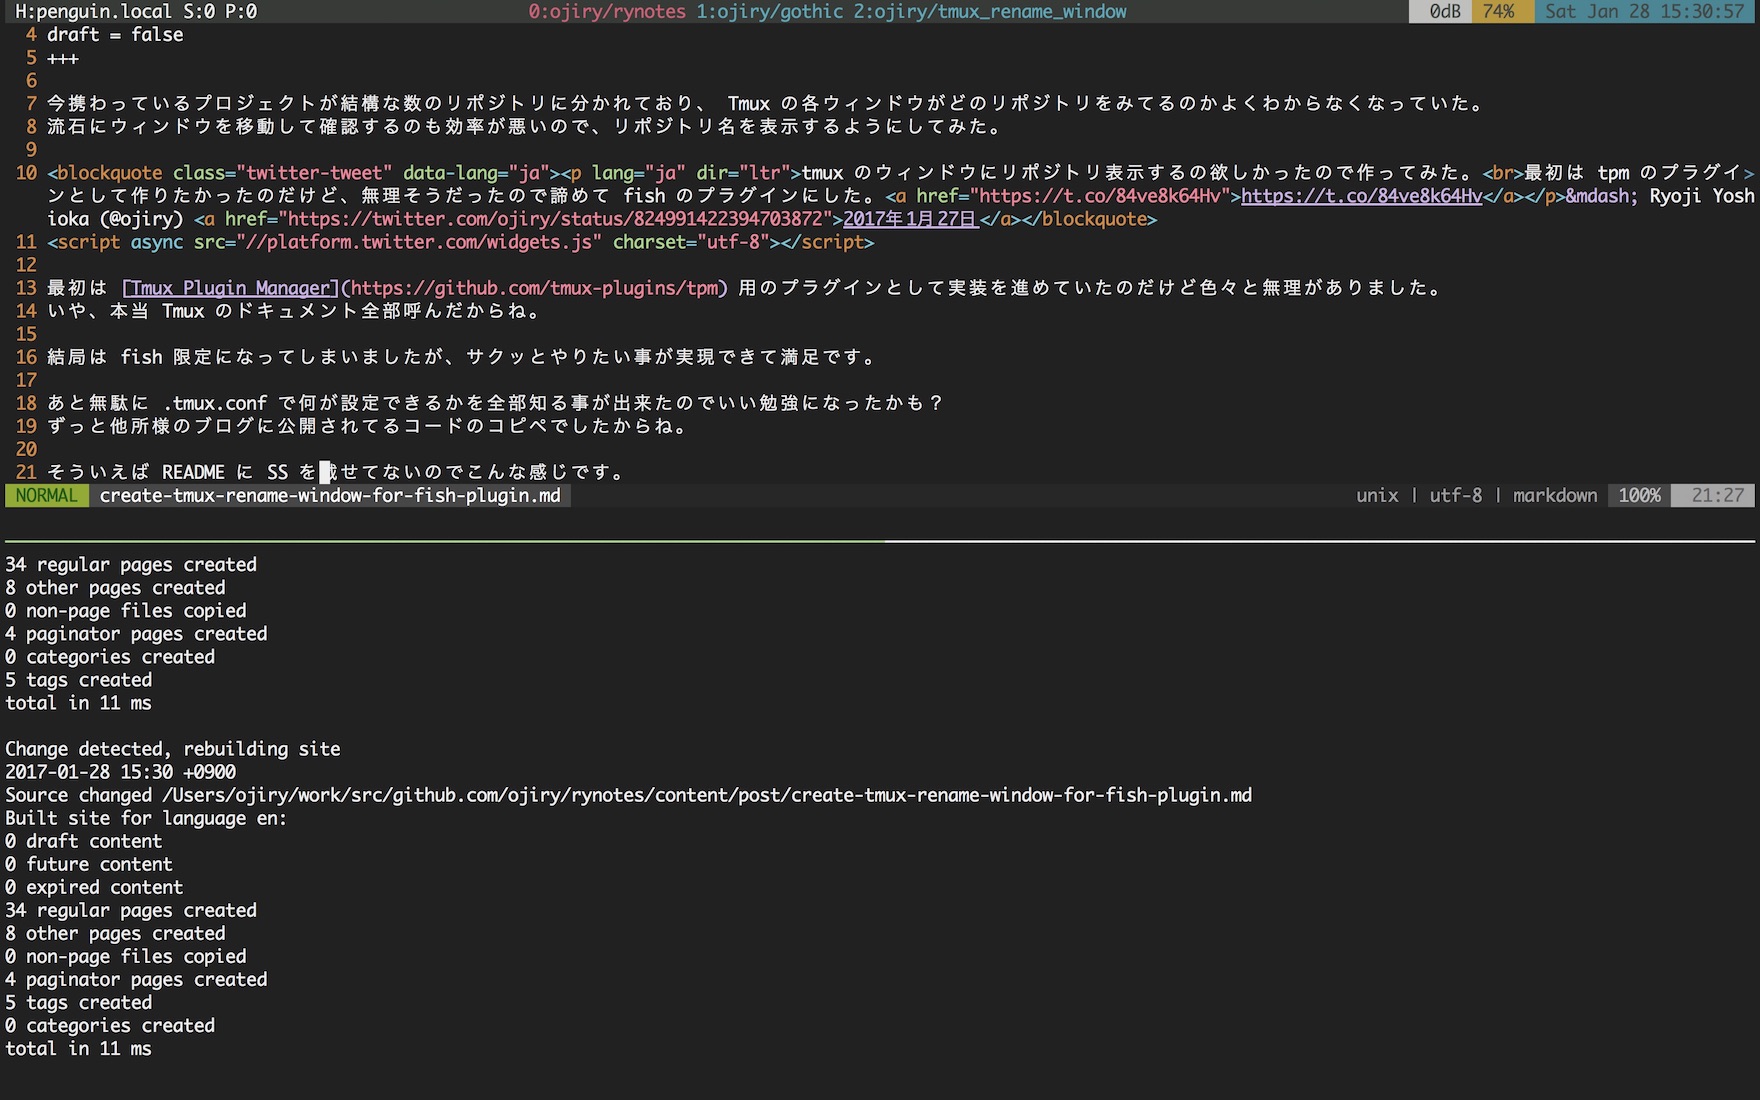 H:penguin.local S:0 P:0 0:ojiry/rynotes 1:ojiry/gothic 2:ojiry/tmux_rename_window 0dB 74% Sat Jan 28 15:30:57
4 draft = false
5 +++
6
7 今携わっているプロジェクトが結構な数のリポジトリに分かれており、 Tmux の各ウィンドウがどのリポジトリをみてるのかよくわからなくなっていた。
8 流石にウィンドウを移動して確認するのも効率が悪いので、リポジトリ名を表示するようにしてみた。
9
10 <blockquote class="twitter-tweet" data-lang="ja"><p lang="ja" dir="ltr">tmux のウィンドウにリポジトリ表示するの欲しかったので作ってみた。<br>最初は tpm のプラグイ>
ンとして作りたかったのだけど、無理そうだったので諦めて fish のプラグインにした。<a href="https://t.co/84ve8k64Hv">https://t.co/84ve8k64Hv</a></p>&mdash; Ryoji Yosh
ioka (@ojiry) <a href="https://twitter.com/ojiry/status/824991422394703872">2017年1月27日</a></blockquote>
11 <script async src="//platform.twitter.com/widgets.js" charset="utf-8"></script>
12
13 最初は [Tmux Plugin Manager](https://github.com/tmux-plugins/tpm) 用のプラグインとして実装を進めていたのだけど色々と無理がありました。
14 いや、本当 Tmux のドキュメント全部呼んだからね。
15
16 結局は fish 限定になってしまいましたが、サクッとやりたい事が実現できて満足です。
17
18 あと無駄に .tmux.conf で何が設定できるかを全部知る事が出来たのでいい勉強になったかも？
19 ずっと他所様のブログに公開されてるコードのコピペでしたからね。
20
21 そういえば README に SS を載せてないのでこんな感じです。
NORMAL create-tmux-rename-window-for-fish-plugin.md unix | utf-8 | markdown 100% 21:27
34 regular pages created
8 other pages created
0 non-page files copied
4 paginator pages created
0 categories created
5 tags created
total in 11 ms
Change detected, rebuilding site
2017-01-28 15:30 +0900
Source changed /Users/ojiry/work/src/github.com/ojiry/rynotes/content/post/create-tmux-rename-window-for-fish-plugin.md
Built site for language en:
0 draft content
0 future content
0 expired content
34 regular pages created
8 other pages created
0 non-page files copied
4 paginator pages created
5 tags created
0 categories created
total in 11 ms